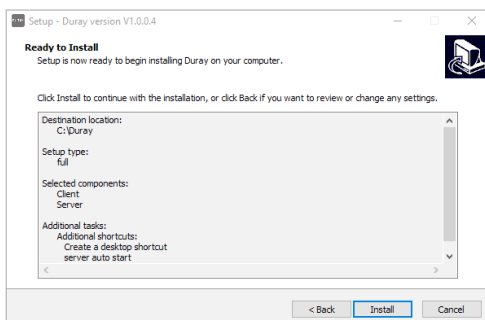 Setup - Duray version V1.0.0.4
Ready to Install
Setup is now ready to begin installing Duray on your computer.
Click Install to continue with the installation, or click Back if you want to review or change any settings.
Destination location:
C:\Duray
Setup type:
full
Selected components:
Client
Server
Additional tasks:
Additional shortcuts:
Create a desktop shortcut
server auto start
< Back
Install
Cancel